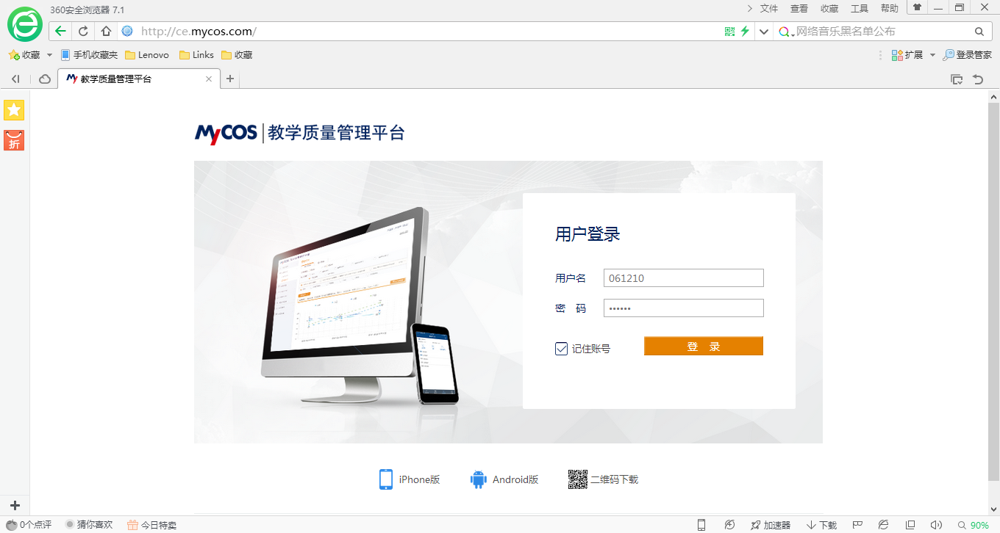 360安全浏览器 7.1
文件 查看 收藏 工具 帮助
http://ce.mycos.com/
网络音乐黑名单公布
收藏 手机收藏夹 Lenovo Links 收藏
扩展 登录管家
My 教学质量管理平台
折
MyCOS 教学质量管理平台
用户登录
用户名 061210
密 码 ••••••
记住账号 登 录
iPhone版 Android版 二维码下载
0个点评 猜你喜欢 今日特卖
加速器 下载 90%